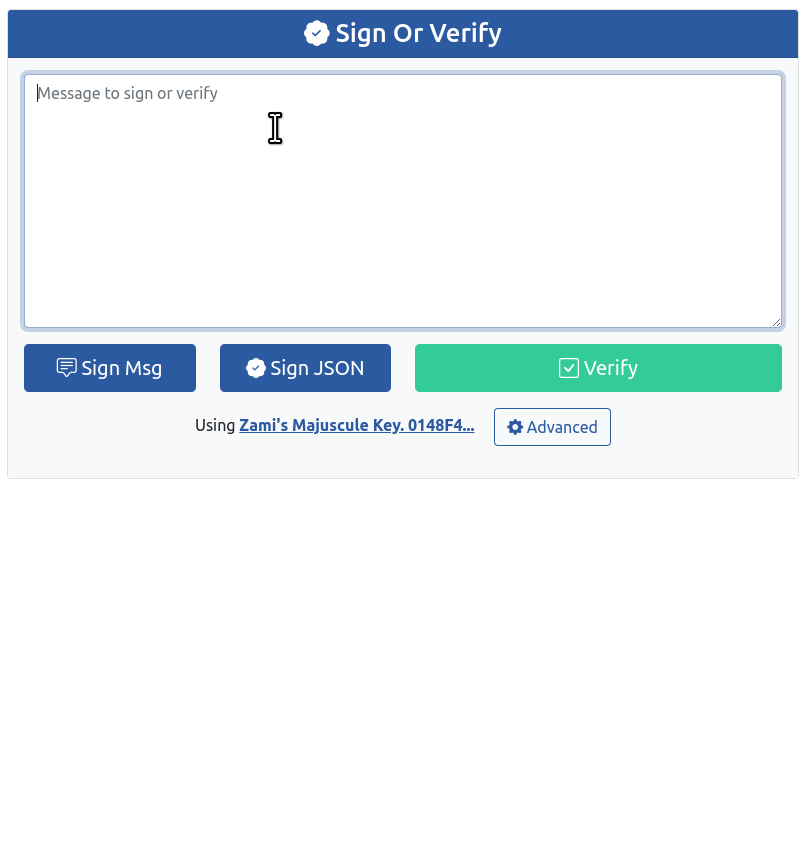 Sign Or Verify
Message to sign or verify
Sign Msg
Sign JSON
Verify
Using Zami's Majuscule Key. 0148F4...
Advanced